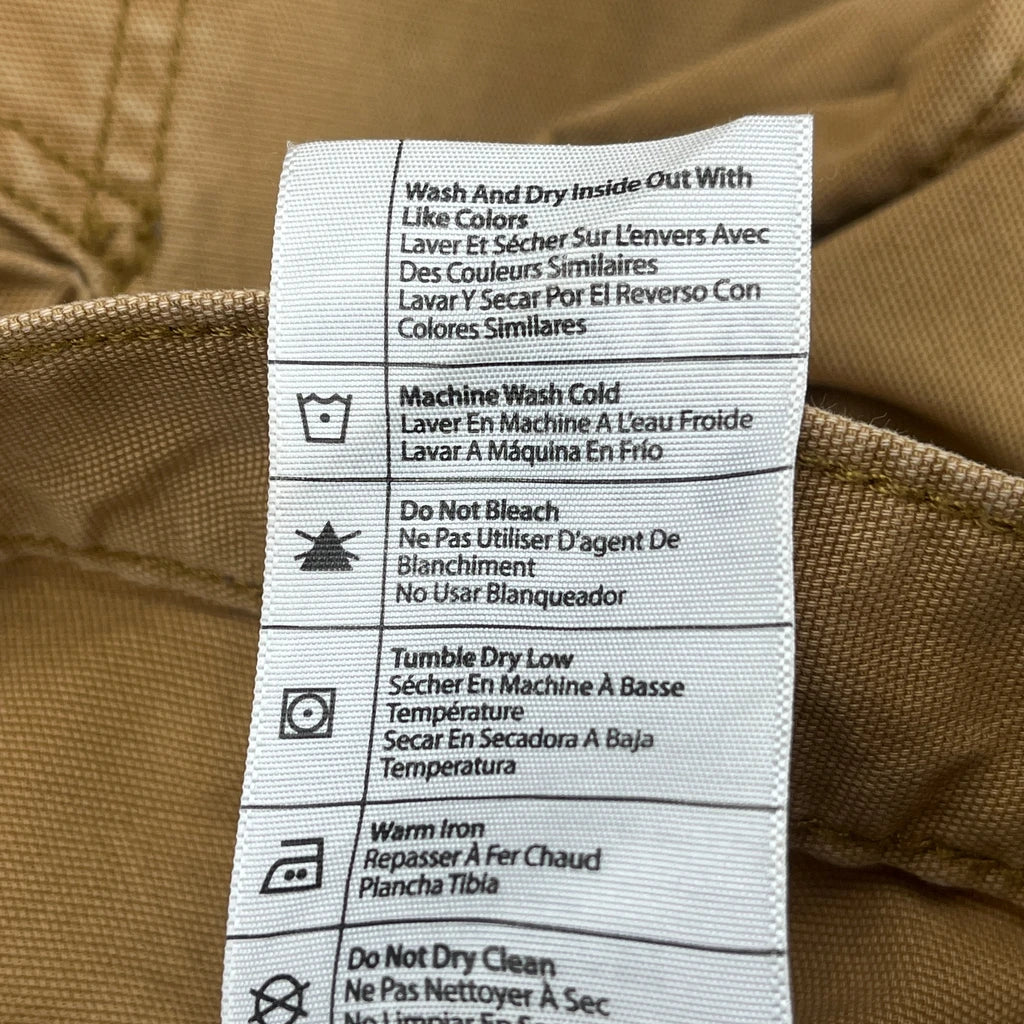 Wash And Dry Inside Out With
Like Colors
Laver Et Sécher Sur L'envers Avec
Des Couleurs Similaires
Lavar Y Secar Por El Reverso Con
Colores Similares
Machine Wash Cold
Laver En Machine A L'eau Froide
Lavar A Máquina En Frío
Do Not Bleach
Ne Pas Utiliser D'agent De
Blanchiment
No Usar Blanqueador
Tumble Dry Low
Sécher En Machine À Basse
Température
Secar En Secadora A Baja
Temperatura
Warm Iron
Repasser À Fer Chaud
Plancha Tibia
Do Not Dry Clean
Ne Pas Nettoyer À Sec
No Limpiar En